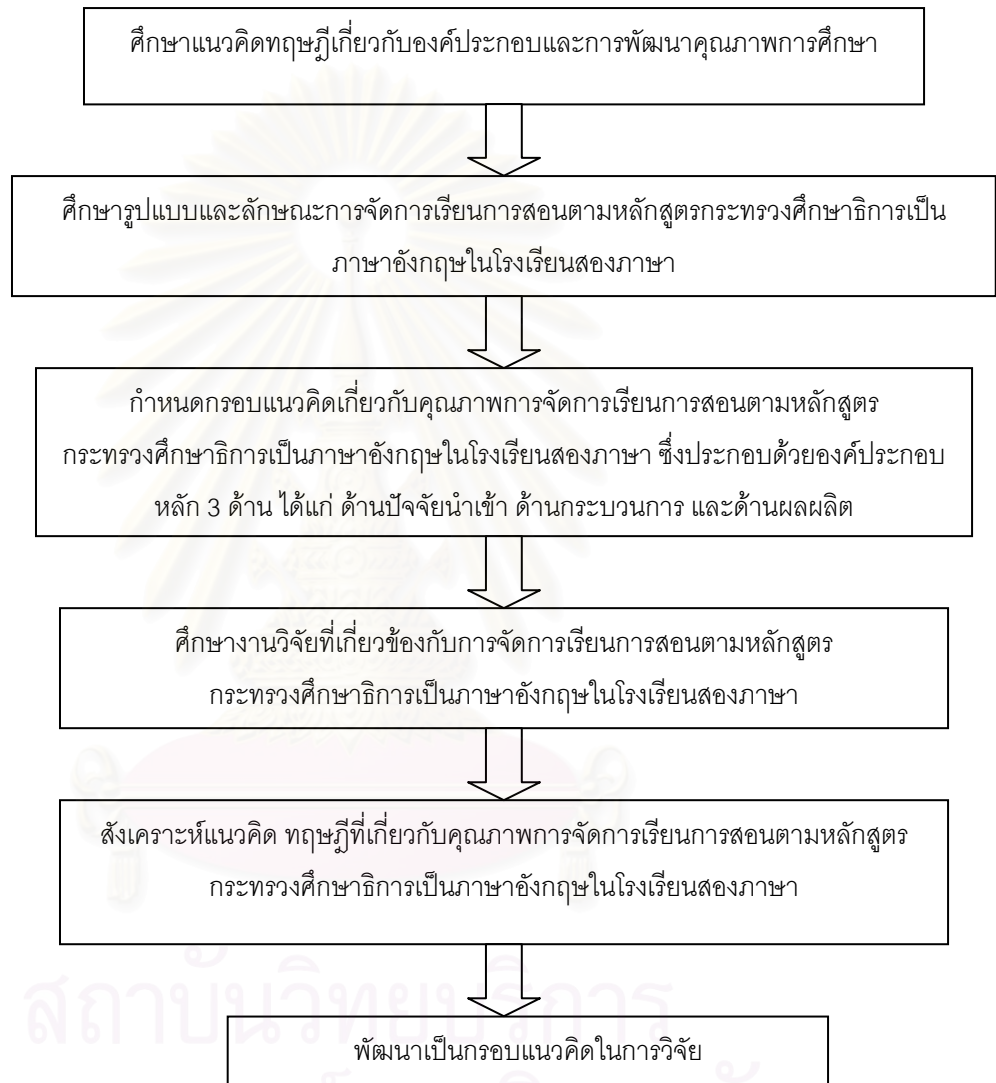 ศึกษาแนวคิดทฤษฎีเกี่ยวกับองค์ประกอบและการพัฒนาคุณภาพการศึกษา
ศึกษารูปแบบและลักษณะการจัดการเรียนการสอนตามหลักสูตรกระทรวงศึกษาธิการเป็น
ภาษาอังกฤษในโรงเรียนสองภาษา
กำหนดกรอบแนวคิดเกี่ยวกับคุณภาพการจัดการเรียนการสอนตามหลักสูตร
กระทรวงศึกษาธิการเป็นภาษาอังกฤษในโรงเรียนสองภาษา ซึ่งประกอบด้วยองค์ประกอบ
หลัก 3 ด้าน ได้แก่ ด้านปัจจัยนำเข้า ด้านกระบวนการ และด้านผลผลิต
ศึกษางานวิจัยที่เกี่ยวข้องกับการจัดการเรียนการสอนตามหลักสูตร
กระทรวงศึกษาธิการเป็นภาษาอังกฤษในโรงเรียนสองภาษา
สังเคราะห์แนวคิด ทฤษฎีที่เกี่ยวกับคุณภาพการจัดการเรียนการสอนตามหลักสูตร
กระทรวงศึกษาธิการเป็นภาษาอังกฤษในโรงเรียนสองภาษา
สถาบันวิทยบริการ
พัฒนาเป็นกรอบแนวคิดในการวิจัย